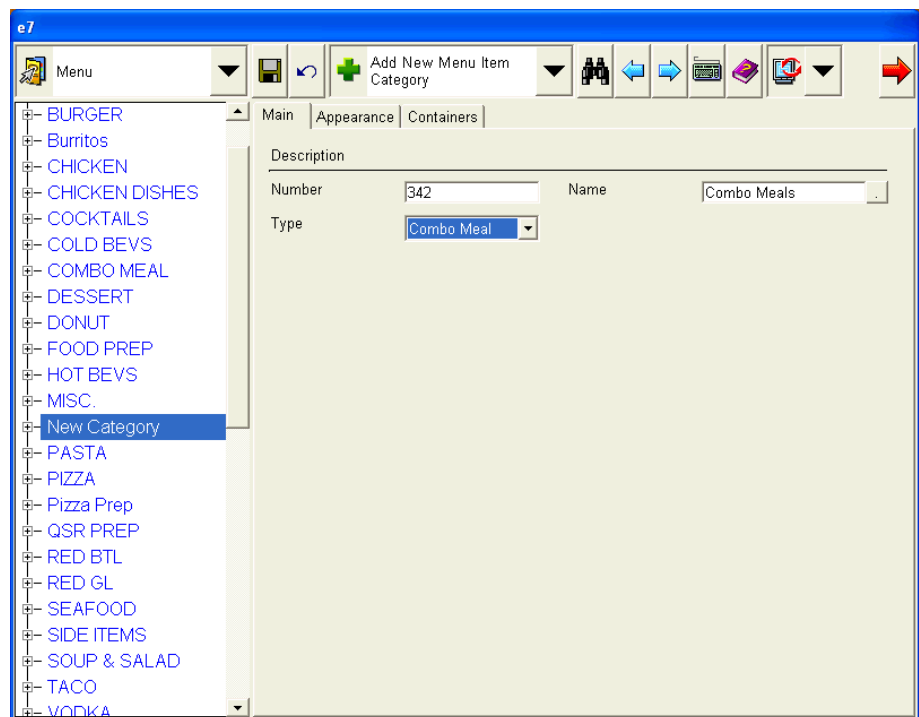 e7
Menu
Add New Menu Item
Category
Main Appearance Containers
Description
Number 342 Name Combo Meals .
Type Combo Meal
BURGER
Burritos
CHICKEN
CHICKEN DISHES
COCKTAILS
COLD BEVS
COMBO MEAL
DESSERT
DONUT
FOOD PREP
HOT BEVS
MISC.
New Category
PASTA
PIZZA
Pizza Prep
QSR PREP
RED BTL
RED GL
SEAFOOD
SIDE ITEMS
SOUP & SALAD
TACO
VODKA